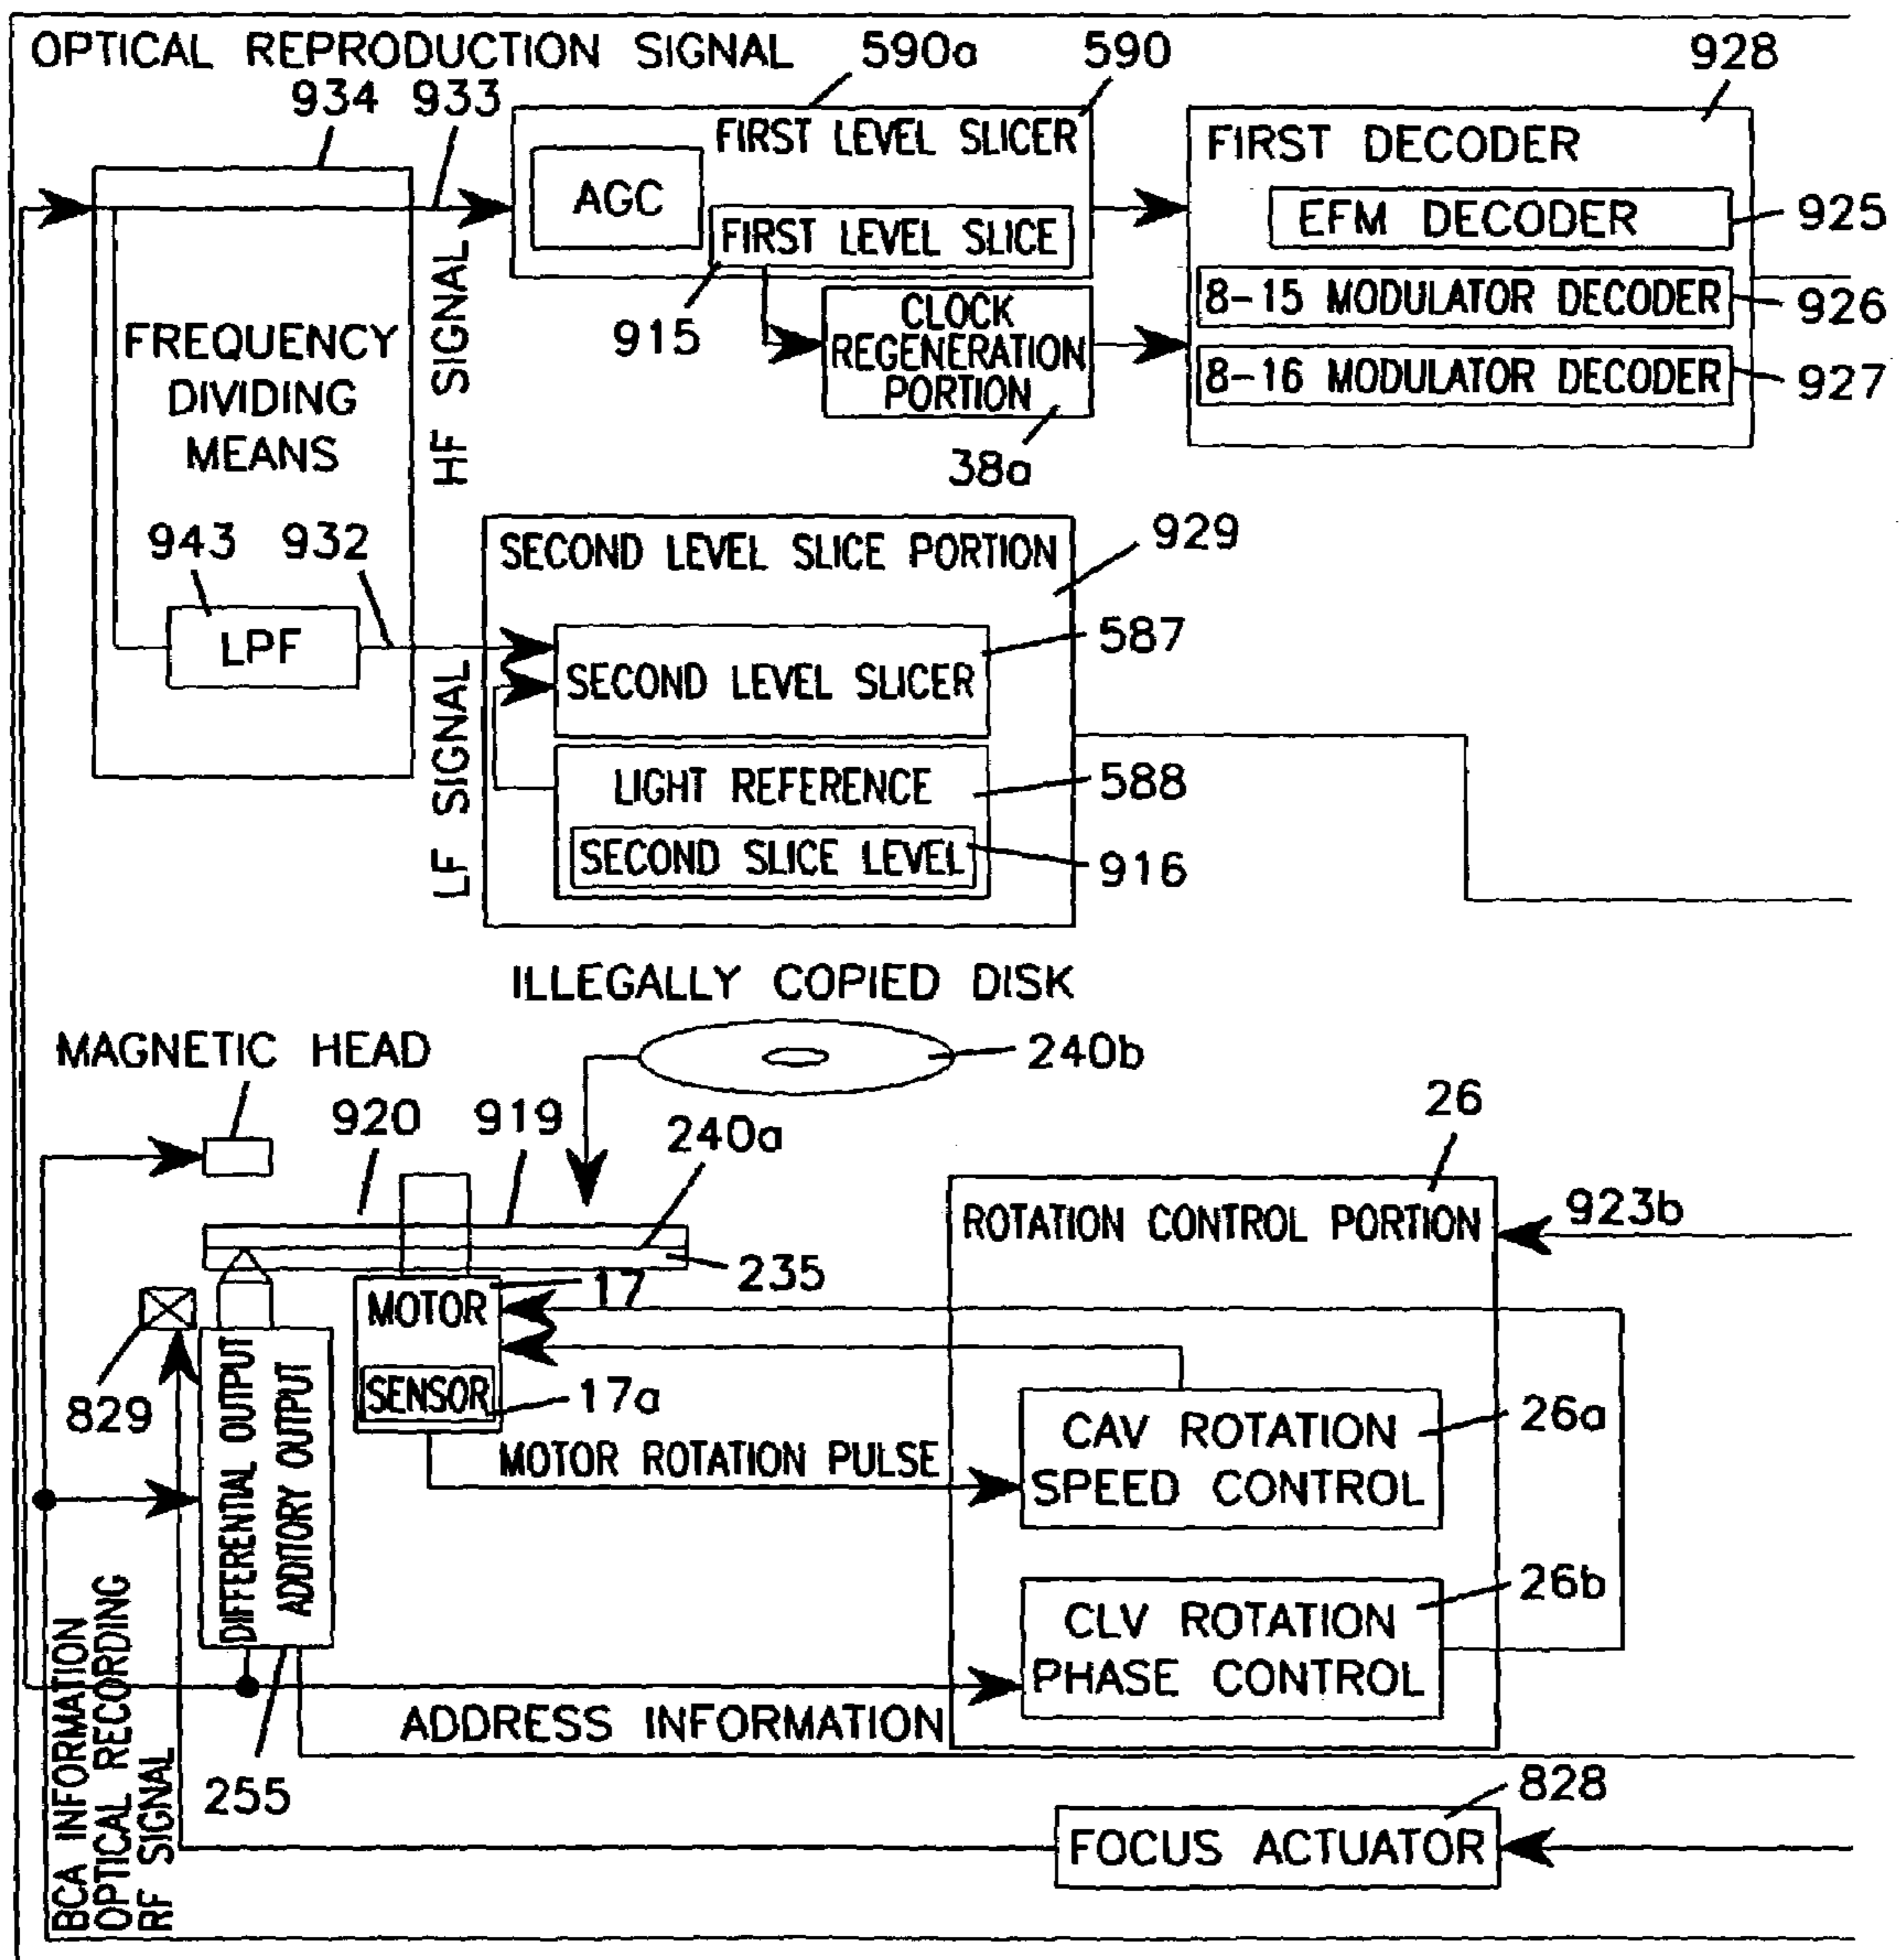 OPTICAL REPRODUCTION SIGNAL
590a
590
928
934
933
FIRST LEVEL SLICER
AGC
FIRST LEVEL SLICE
915
HF SIGNAL
FREQUENCY
DIVIDING
MEANS
CLOCK
REGENERATION
PORTION
38a
FIRST DECODER
EFM DECODER
925
8-15 MODULATOR DECODER
926
8-16 MODULATOR DECODER
927
943
932
LPF
LF SIGNAL
SECOND LEVEL SLICE PORTION
929
SECOND LEVEL SLICER
587
LIGHT REFERENCE
588
SECOND SLICE LEVEL
916
ILLEGALLY COPIED DISK
240b
MAGNETIC HEAD
920
919
240a
235
26
ROTATION CONTROL PORTION
923b
829
MOTOR
17
SENSOR
17a
DIFFERENTIAL OUTPUT
ADDITORY OUTPUT
MOTOR ROTATION PULSE
CAV ROTATION
SPEED CONTROL
26a
CLV ROTATION
PHASE CONTROL
26b
ADDRESS INFORMATION
BCA INFORMATION
OPTICAL RECORDING
RF SIGNAL
255
828
FOCUS ACTUATOR